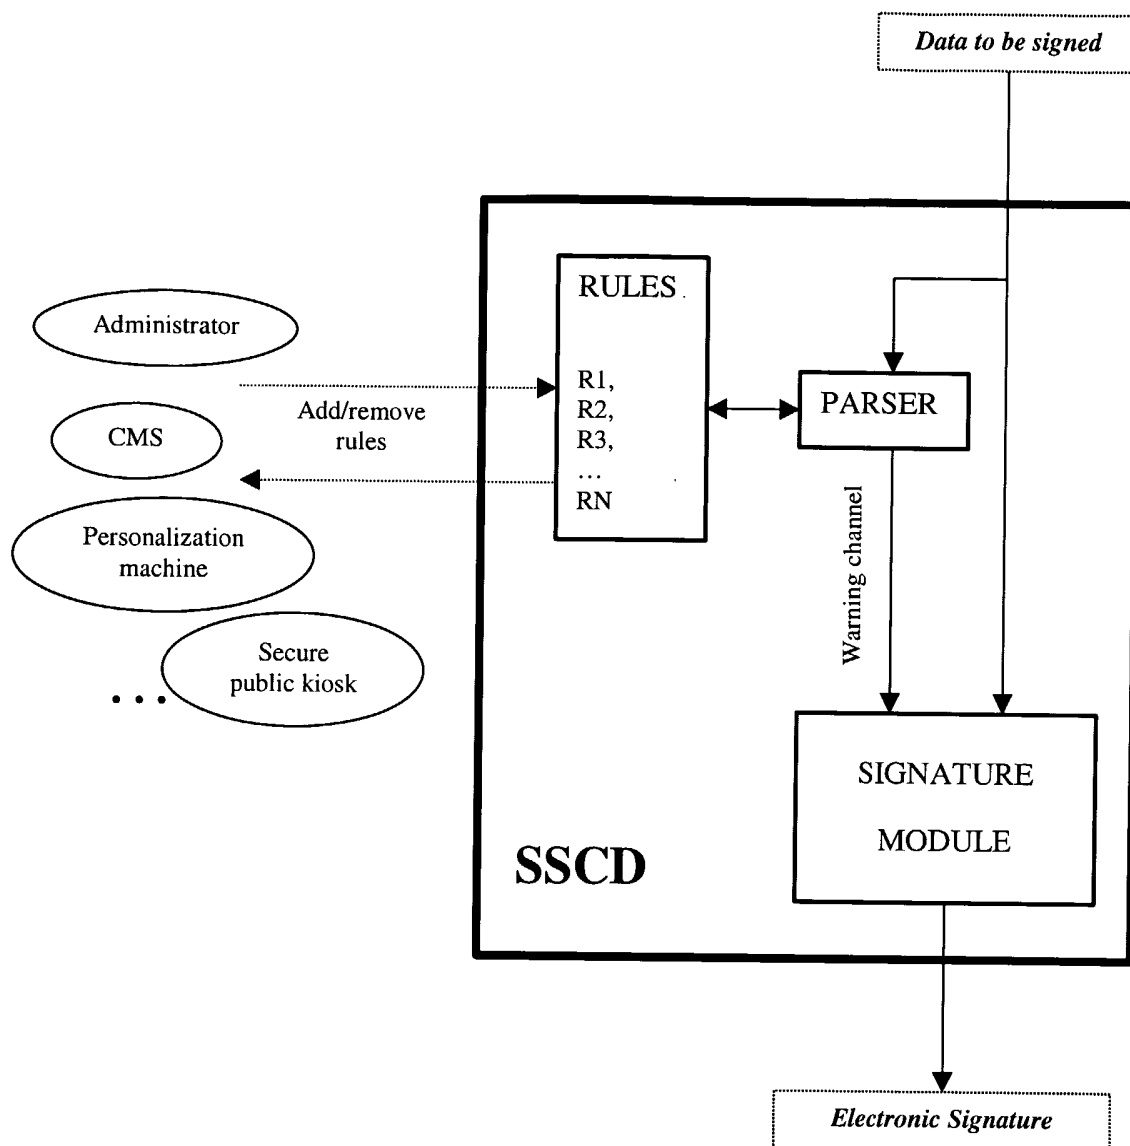 Data to be signed
RULES
Administrator
R1,
PARSER
Add/remove
R2,
CMS
rules
R3,
...
RN
Warning channel
Personalization
machine
Secure
public kiosk
...
SIGNATURE
MODULE
SSCD
Electronic Signature